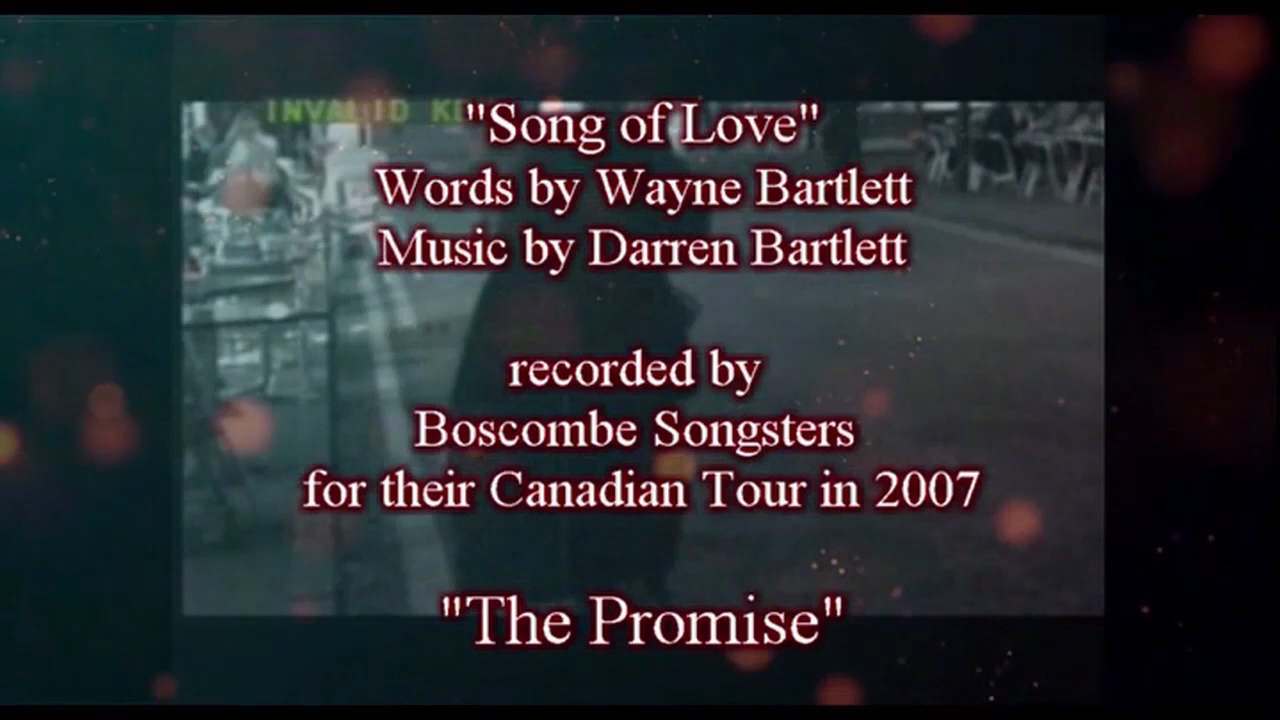 INVALID
"Song of Love"
Words by Wayne Bartlett
Music by Darren Bartlett
recorded by
Boscombe Songsters
for their Canadian Tour in 2007
"The Promise"